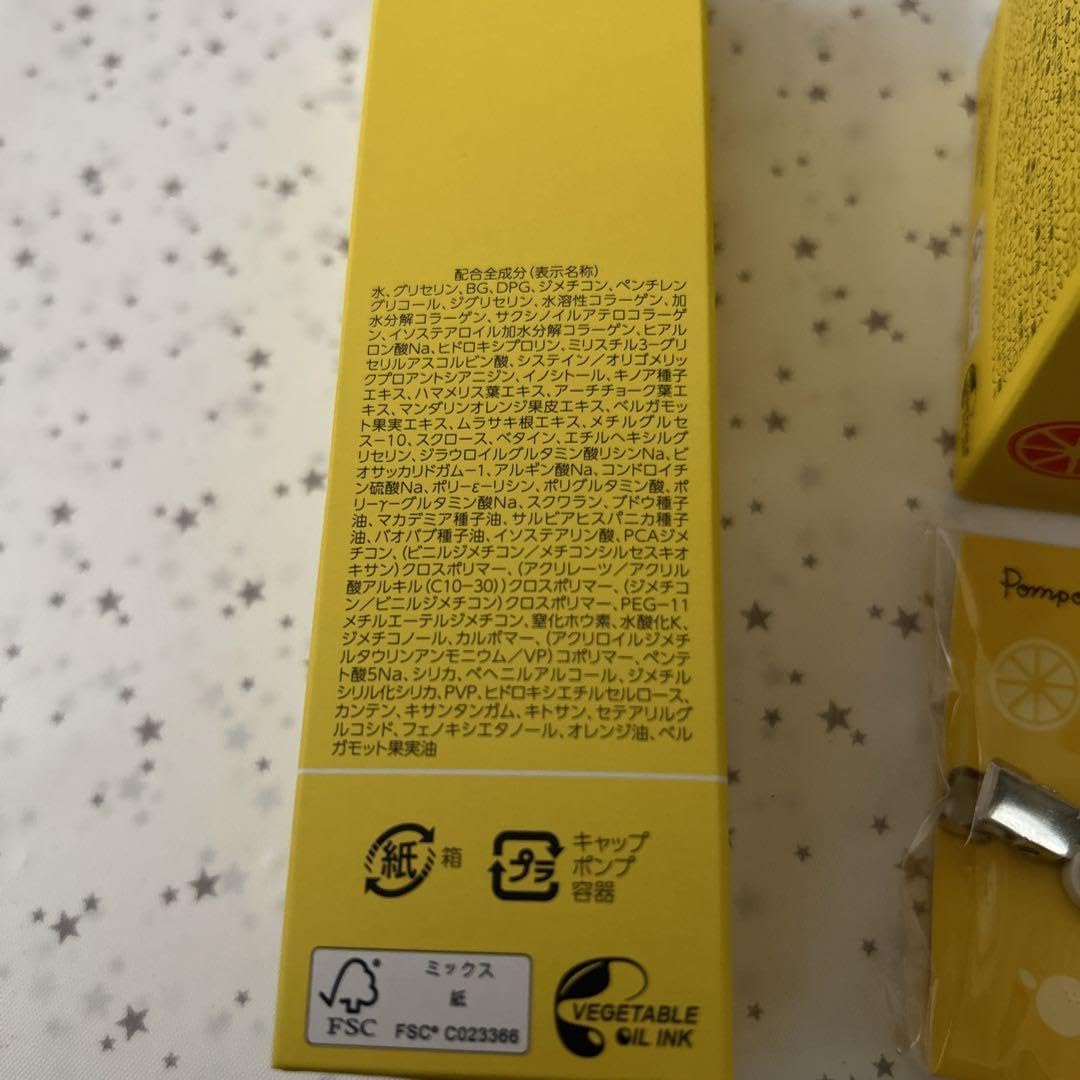 配合全成分(表示名称)
水、グリセリン、BG、DPG、ジメチコン、ペンチレン
グリコール、ジグリセリン、水溶性コラーゲン、加
水分解コラーゲン、サクシノイルアテロコラーゲ
ン、イソステアロイル加水分解コラーゲン、ヒアル
ロン酸Na、ヒドロキシプロリン、ミリスチル3-グリ
セリルアスコルビン酸、システイン/オリゴメリッ
クプロアントシアニジン、イノシトール、キノア種子
エキス、ハマメリス葉エキス、アーチチョーク葉エ
キス、マンダリンオレンジ果皮エキス、ベルガモッ
ト果実エキス、ムラサキ根エキス、メチルグルセ
ス-10、スクロース、ベタイン、エチルヘキシルグ
リセリン、ジラウロイルグルタミン酸リシンNa、ビ
オサッカリドガム-1、アルギン酸Na、コンドロイチ
ン硫酸Na、ポリ-ε-リシン、ポリグルタミン酸、ポ
リ-γ-グルタミン酸Na、スクワラン、ブドウ種子
油、マカデミア種子油、サルビアヒスパニカ種子
油、バオバブ種子油、イソステアリン酸、PCAジメ
チコン、(ビニルジメチコン/メチコンシルセスキオ
キサン)クロスポリマー、(アクリレーツ/アクリル
酸アルキル(C10-30))クロスポリマー、(ジメチコ
ン/ビニルジメチコン)クロスポリマー、PEG-11
メチルエーテルジメチコン、窒化ホウ素、水酸化K、
ジメチコノール、カルボマー、(アクリロイルジメチ
ルタウリンアンモニウム/VP)コポリマー、ペンテ
ト酸5Na、シリカ、ベヘニルアルコール、ジメチル
シリル化シリカ、PVP、ヒドロキシエチルセルロース、
カンテン、キサンタンガム、キトサン、セテアリルグ
ルコシド、フェノキシエタノール、オレンジ油、ベル
ガモット果実油
紙 箱
プラ キャップ
ポンプ
容器
FSC®
ミックス
紙
FSC® C023366
VEGETABLE
OIL INK